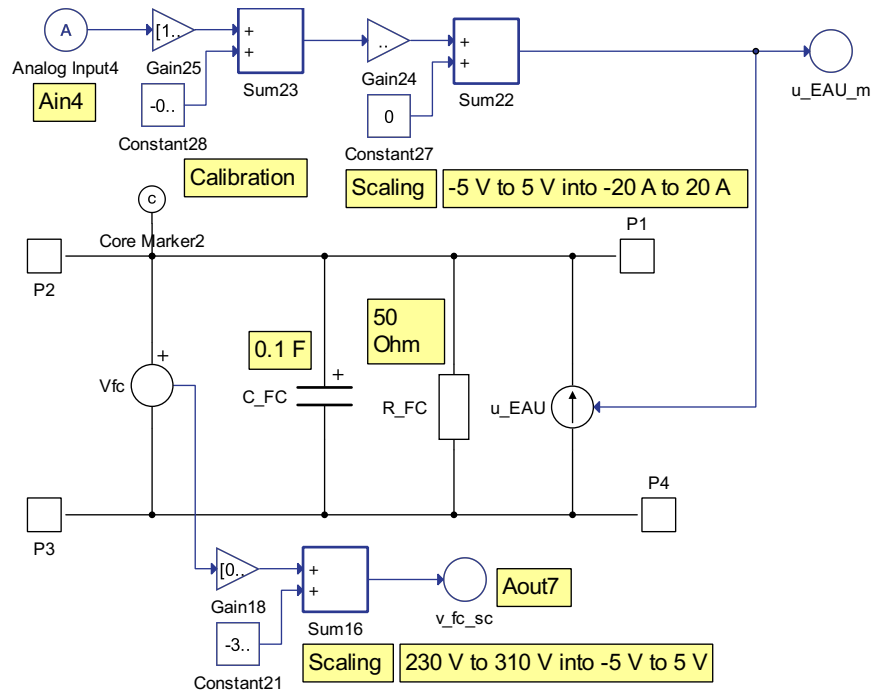 A
[1..
+
+
..
+
+
Analog Input4
Gain25
Sum23
Gain24
Sum22
u_EAU_m
Ain4
-0..
0
Constant28
Constant27
Calibration
Scaling
-5 V to 5 V into -20 A to 20 A
c
Core Marker2
P1
P2
+
Vfc
0.1 F
+
C_FC
50
Ohm
R_FC
u_EAU
P4
P3
[0..
+
+
Gain18
Sum16
v_fc_sc
Aout7
-3..
Constant21
Scaling
230 V to 310 V into -5 V to 5 V